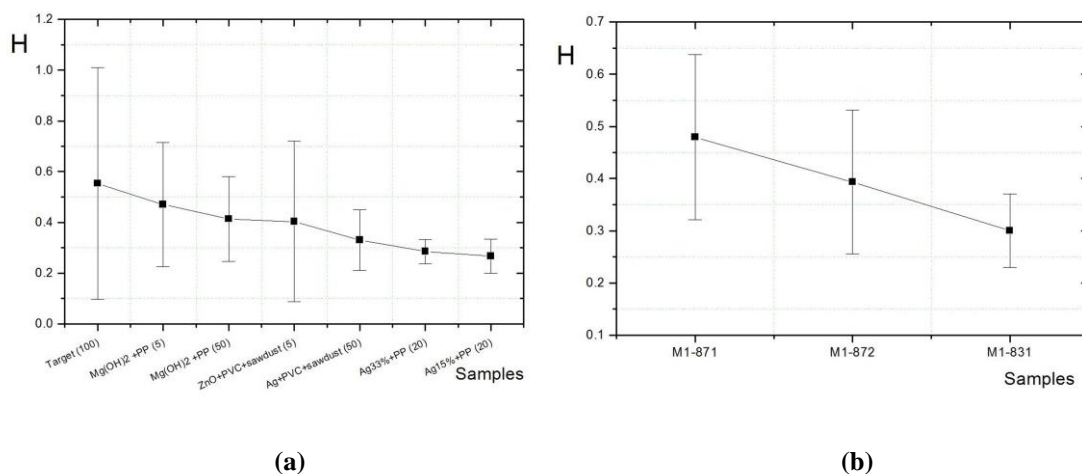 1.2
H
1.0
0.8
0.6
0.4
0.2
0.0
Target (100)
Mg(OH)2 +PP (5)
Mg(OH)2 +PP (50)
ZnO+PVC+sawdust (5)
Ag+PVC+sawdust (50)
Ag33%+PP (20)
Ag15%+PP (20)
Samples
(a)
0.7
H
0.6
0.5
0.4
0.3
0.2
0.1
M1-871 M1-872 M1-831
Samples
(b)